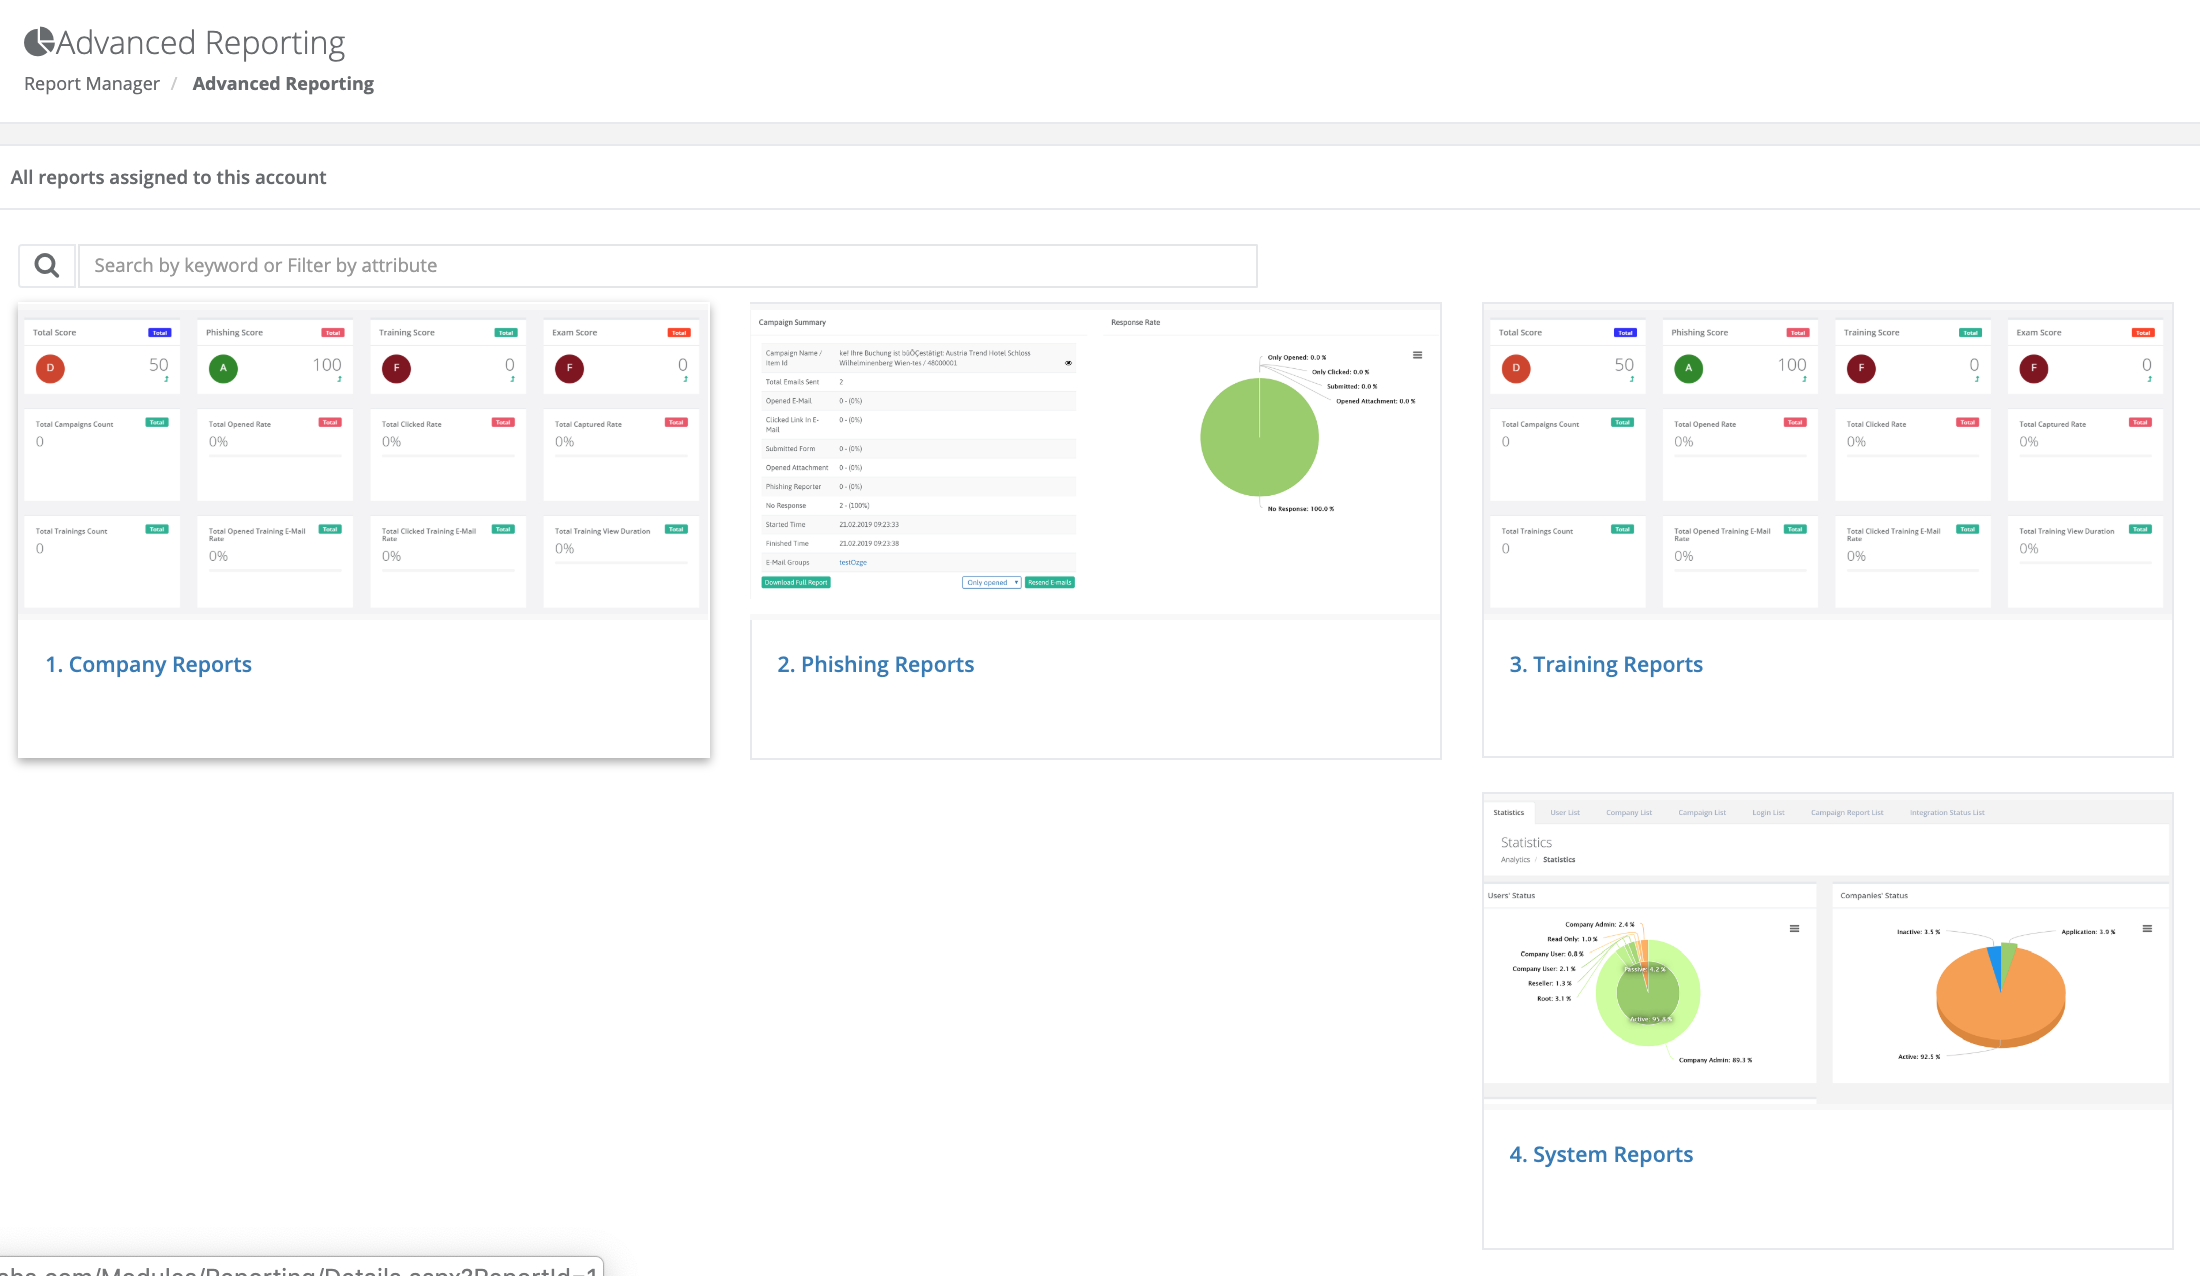 Advanced Reporting
Report Manager / Advanced Reporting
All reports assigned to this account
Search by keyword or Filter by attribute
Total Score Total
D 50
Phishing Score Total
A 100
Training Score Total
F 0
Exam Score Total
F 0
Total Campaigns Count Total
0
Total Opened Rate Total
0%
Total Clicked Rate Total
0%
Total Captured Rate Total
0%
Total Trainings Count Total
0
Total Opened Training E-Mail Total
Rate
0%
Total Clicked Training E-Mail Total
Rate
0%
Total Training View Duration Total
0%
1. Company Reports
Campaign Summary
Campaign Name / kel Ihre Buchung ist büÕÇestätigt: Austria Trend Hotel Schloss
Item Id Wilhelminenberg Wien-tes / 48000001
Total Emails Sent 2
Opened E-Mail 0 - (0%)
Clicked Link In E- 0 - (0%)
Mail
Submitted Form 0 - (0%)
Opened Attachment 0 - (0%)
Phishing Reporter 0 - (0%)
No Response 2 - (100%)
Started Time 21.02.2019 09:23:33
Finished Time 21.02.2019 09:23:38
E-Mail Groups testOzge
Download Full Report Only opened Resend E-mails
Response Rate
Only Opened: 0.0 %
Only Clicked: 0.0 %
Submitted: 0.0 %
Opened Attachment: 0.0 %
No Response: 100.0 %
2. Phishing Reports
Total Score Total
D 50
Phishing Score Total
A 100
Training Score Total
F 0
Exam Score Total
F 0
Total Campaigns Count Total
0
Total Opened Rate Total
0%
Total Clicked Rate Total
0%
Total Captured Rate Total
0%
Total Trainings Count Total
0
Total Opened Training E-Mail Total
Rate
0%
Total Clicked Training E-Mail Total
Rate
0%
Total Training View Duration Total
0%
3. Training Reports
Statistics User List Company List Campaign List Login List Campaign Report List Integration Status List
Statistics
Analytics / Statistics
Users' Status
Company Admin: 2.4 %
Read Only: 1.0 %
Company User: 0.8 %
Company User: 2.1 %
Reseller: 1.3 %
Root: 3.1 %
Passive: 4.2 %
Active: 95.8 %
Company Admin: 89.3 %
Companies' Status
Inactive: 3.5 %
Application: 3.9 %
Active: 92.5 %
4. System Reports
abs.com/Modules/Reporting/Details.aspx?ReportId=1